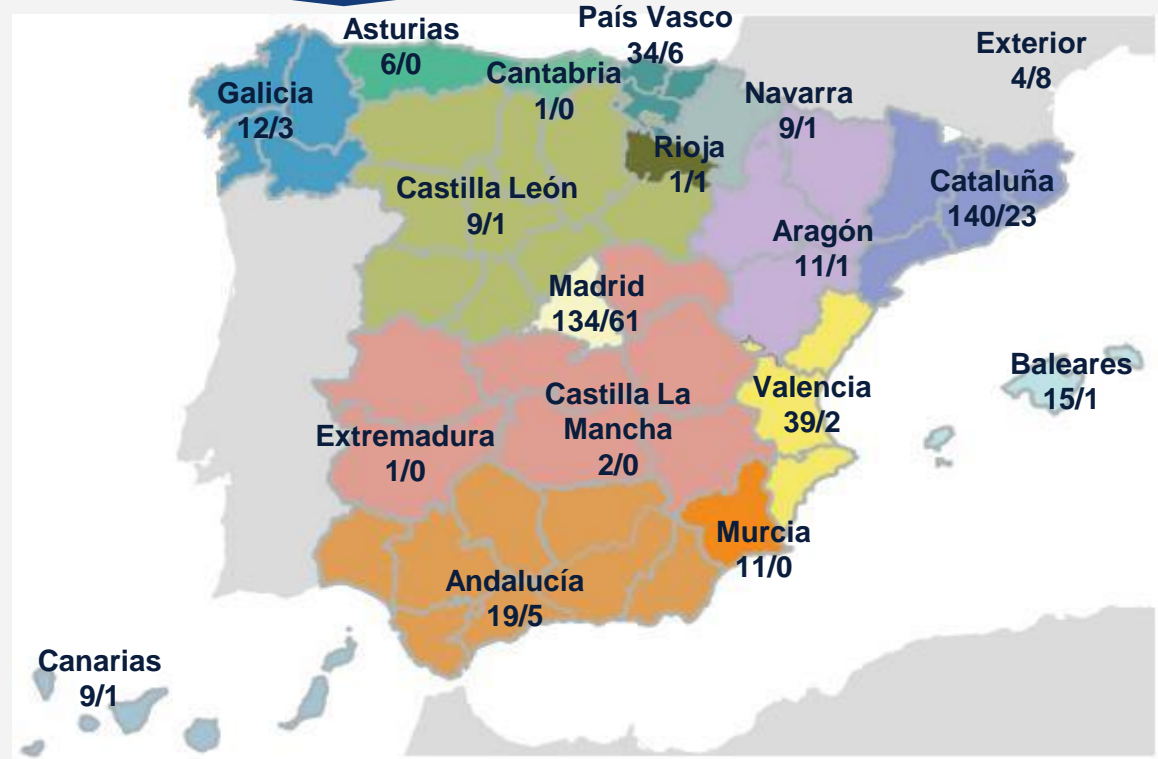 País Vasco
34/6
Asturias
6/0
Exterior
4/8
Cantabria
1/0
Galicia
12/3
Navarra
9/1
Rioja
1/1
Castilla León
9/1
Cataluña
140/23
Aragón
11/1
Madrid
134/61
Baleares
15/1
Valencia
39/2
Castilla La
Mancha
2/0
Extremadura
1/0
Murcia
11/0
Andalucía
19/5
Canarias
9/1